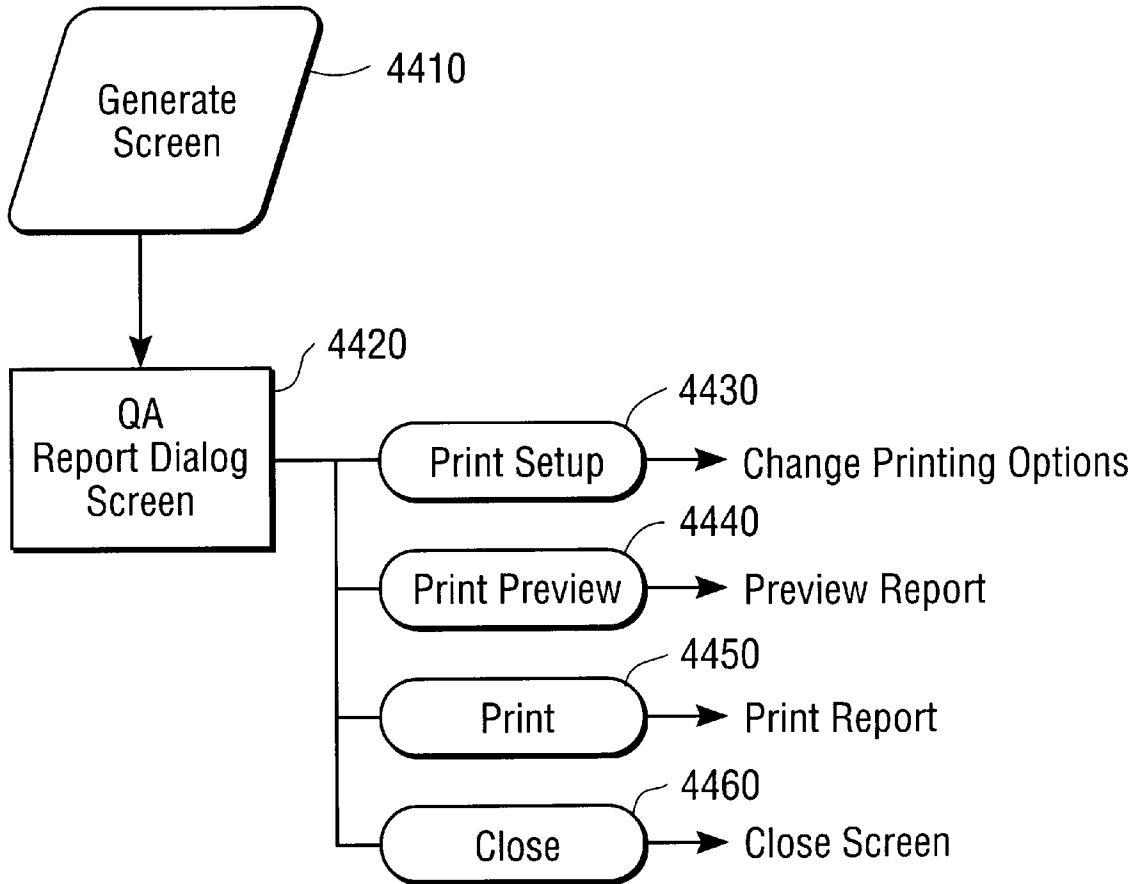 Generate
Screen
4410
QA
Report Dialog
Screen
4420
Print Setup
4430
Change Printing Options
Print Preview
4440
Preview Report
Print
4450
Print Report
Close
4460
Close Screen